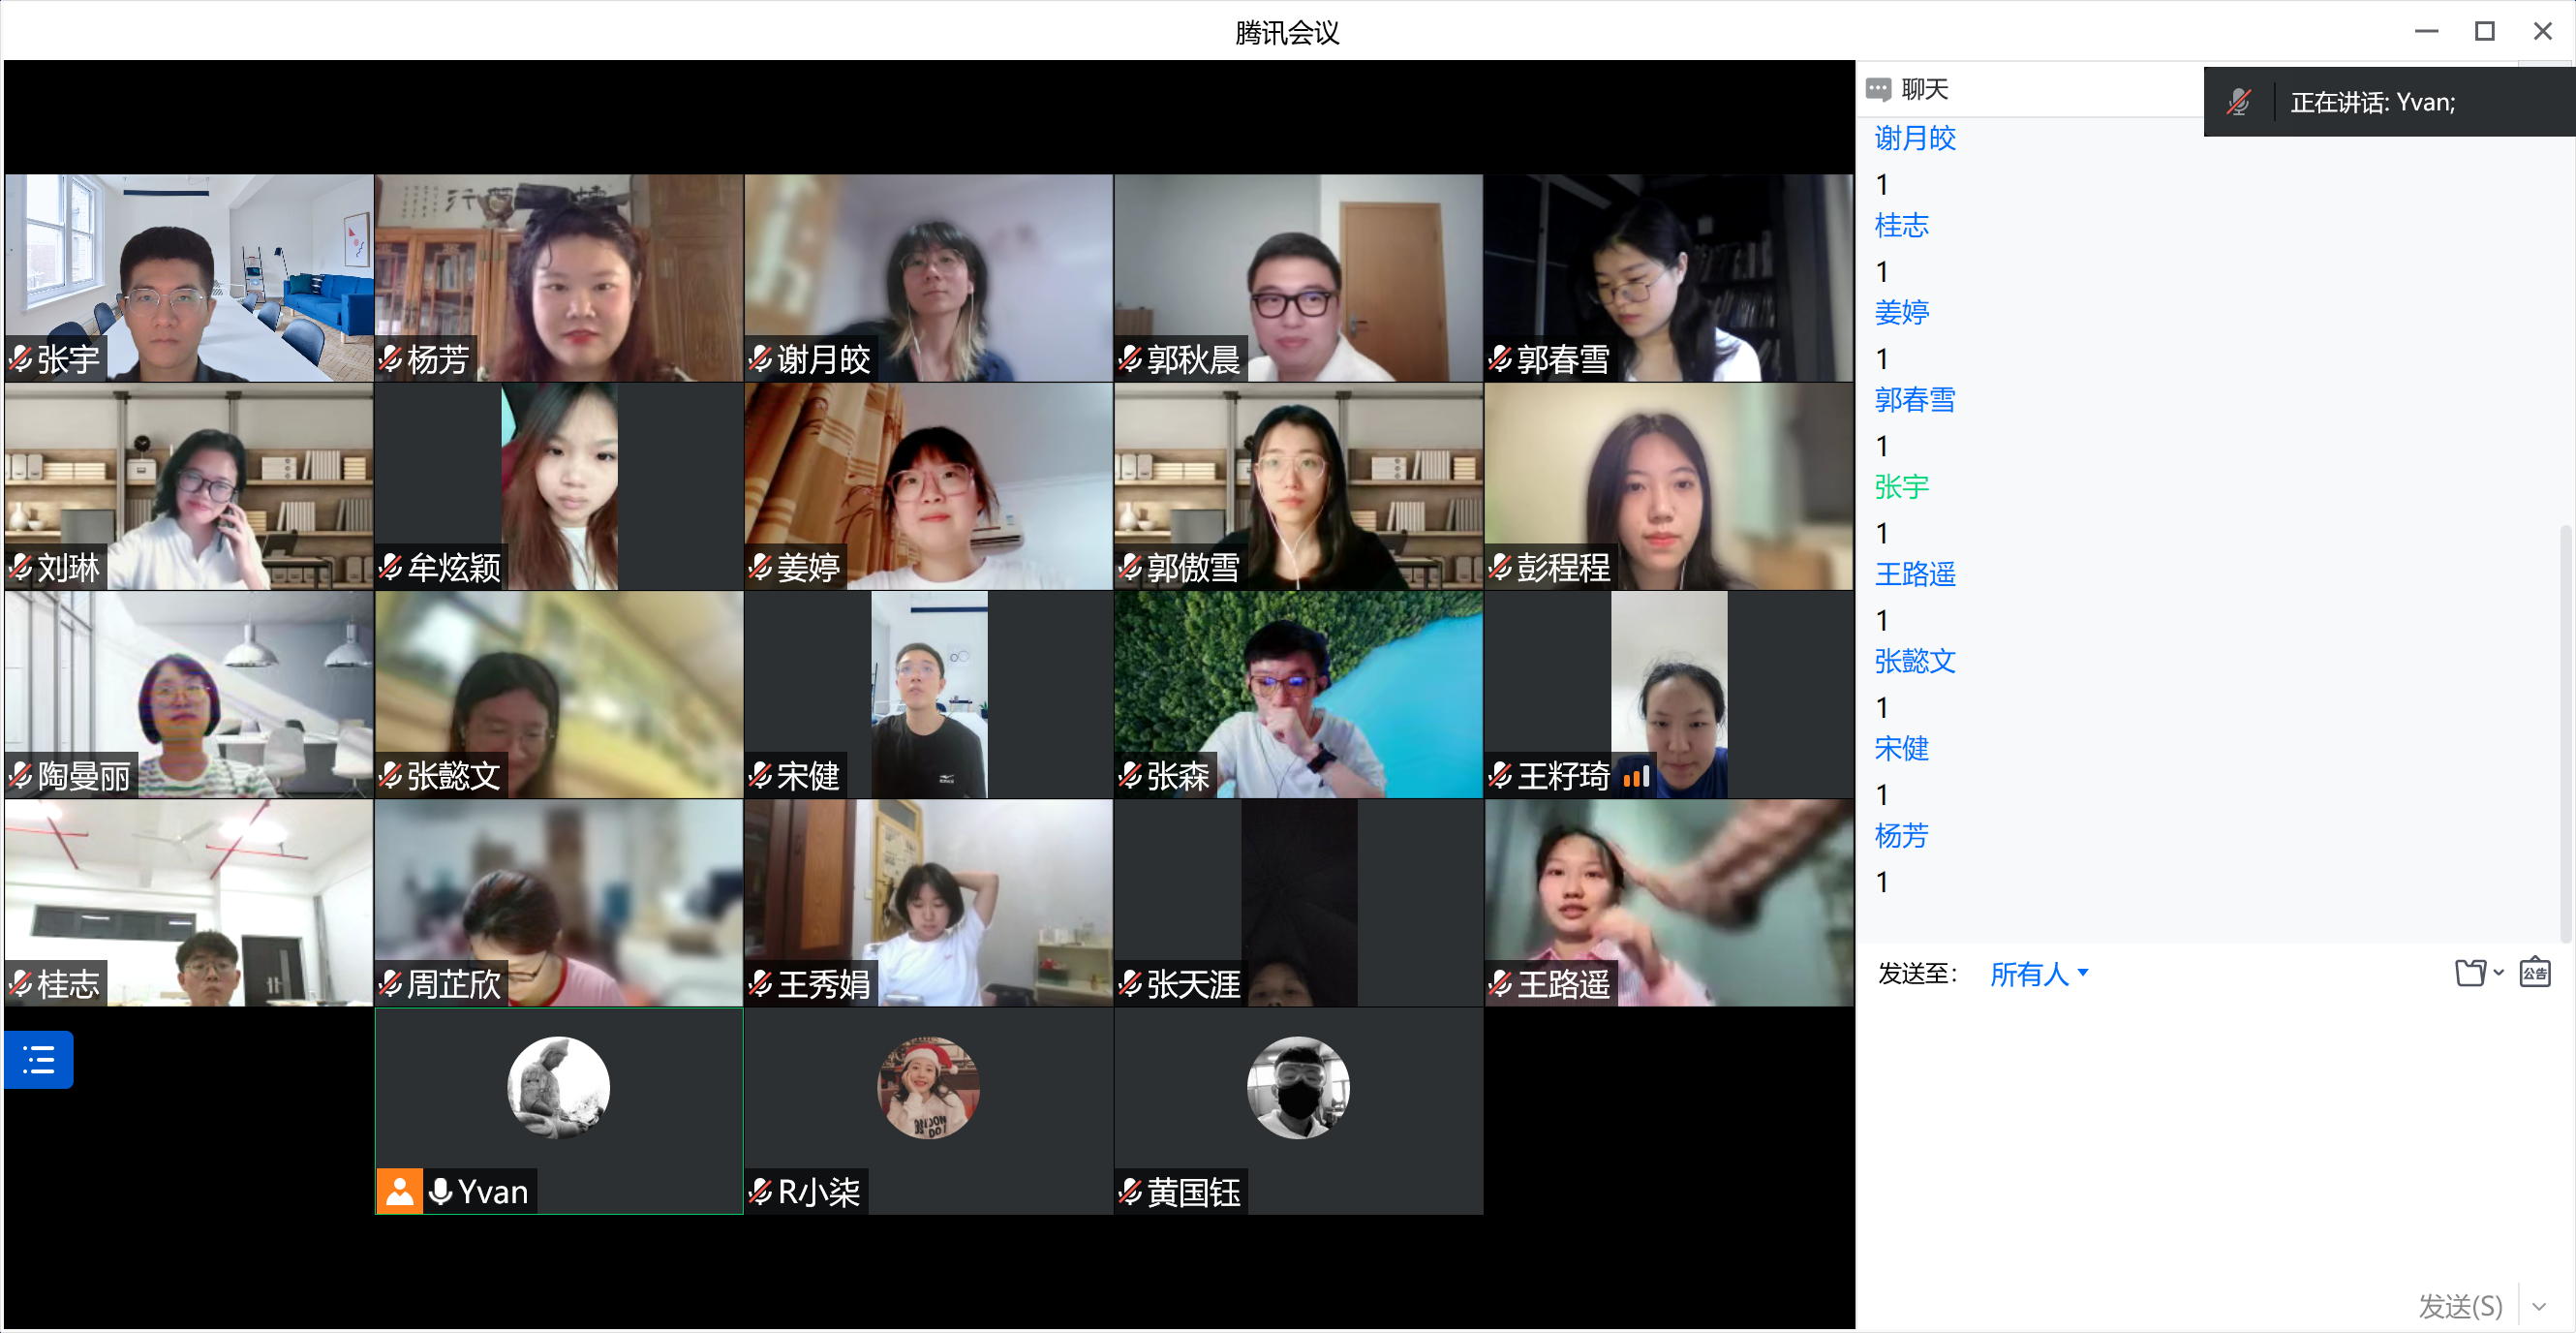 腾讯会议
聊天
正在讲话: Yvan;
张宇
杨芳
谢月皎
郭秋晨
郭春雪
刘琳
牟炫颖
姜婷
郭傲雪
彭程程
陶曼丽
张懿文
宋健
张森
王籽琦
桂志
周芷欣
王秀娟
张天涯
王路遥
Yvan
R小柒
黄国钰
谢月皎
1
桂志
1
姜婷
1
郭春雪
1
张宇
1
王路遥
1
张懿文
1
宋健
1
杨芳
1
发送至：
所有人
公告
发送(S)